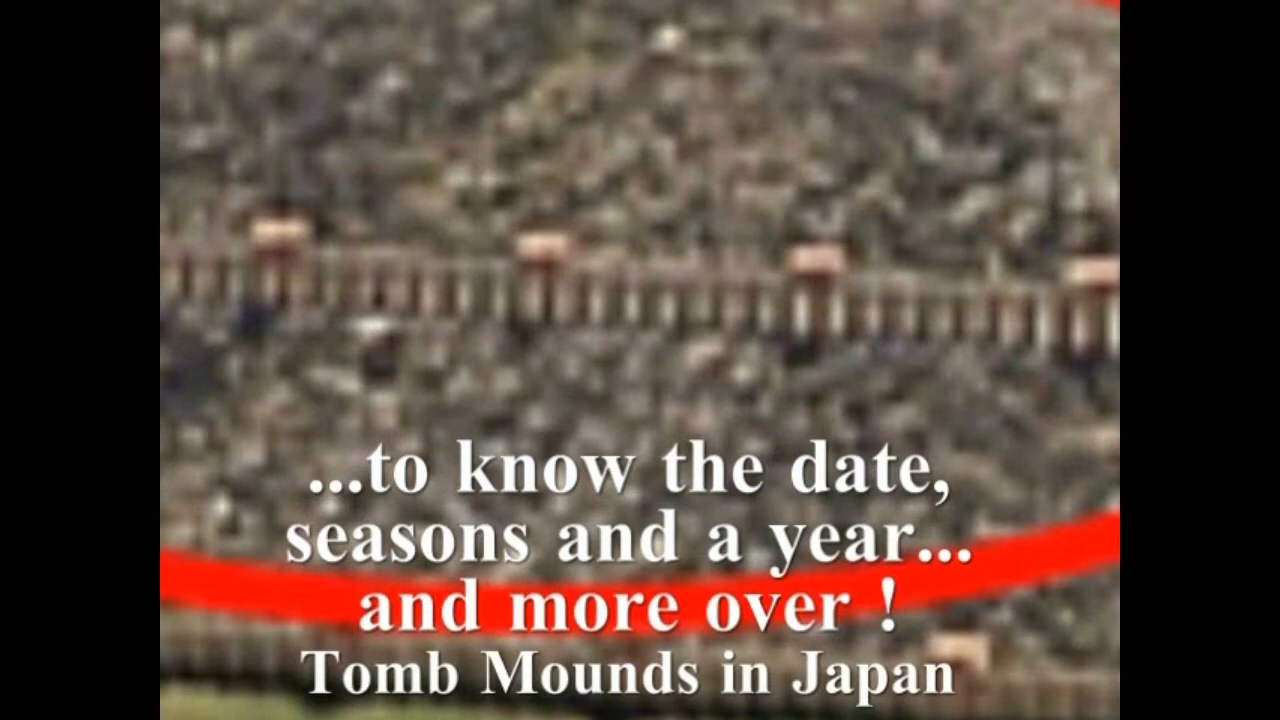 ...to know the date,
seasons and a year...
and more over !
Tomb Mounds in Japan